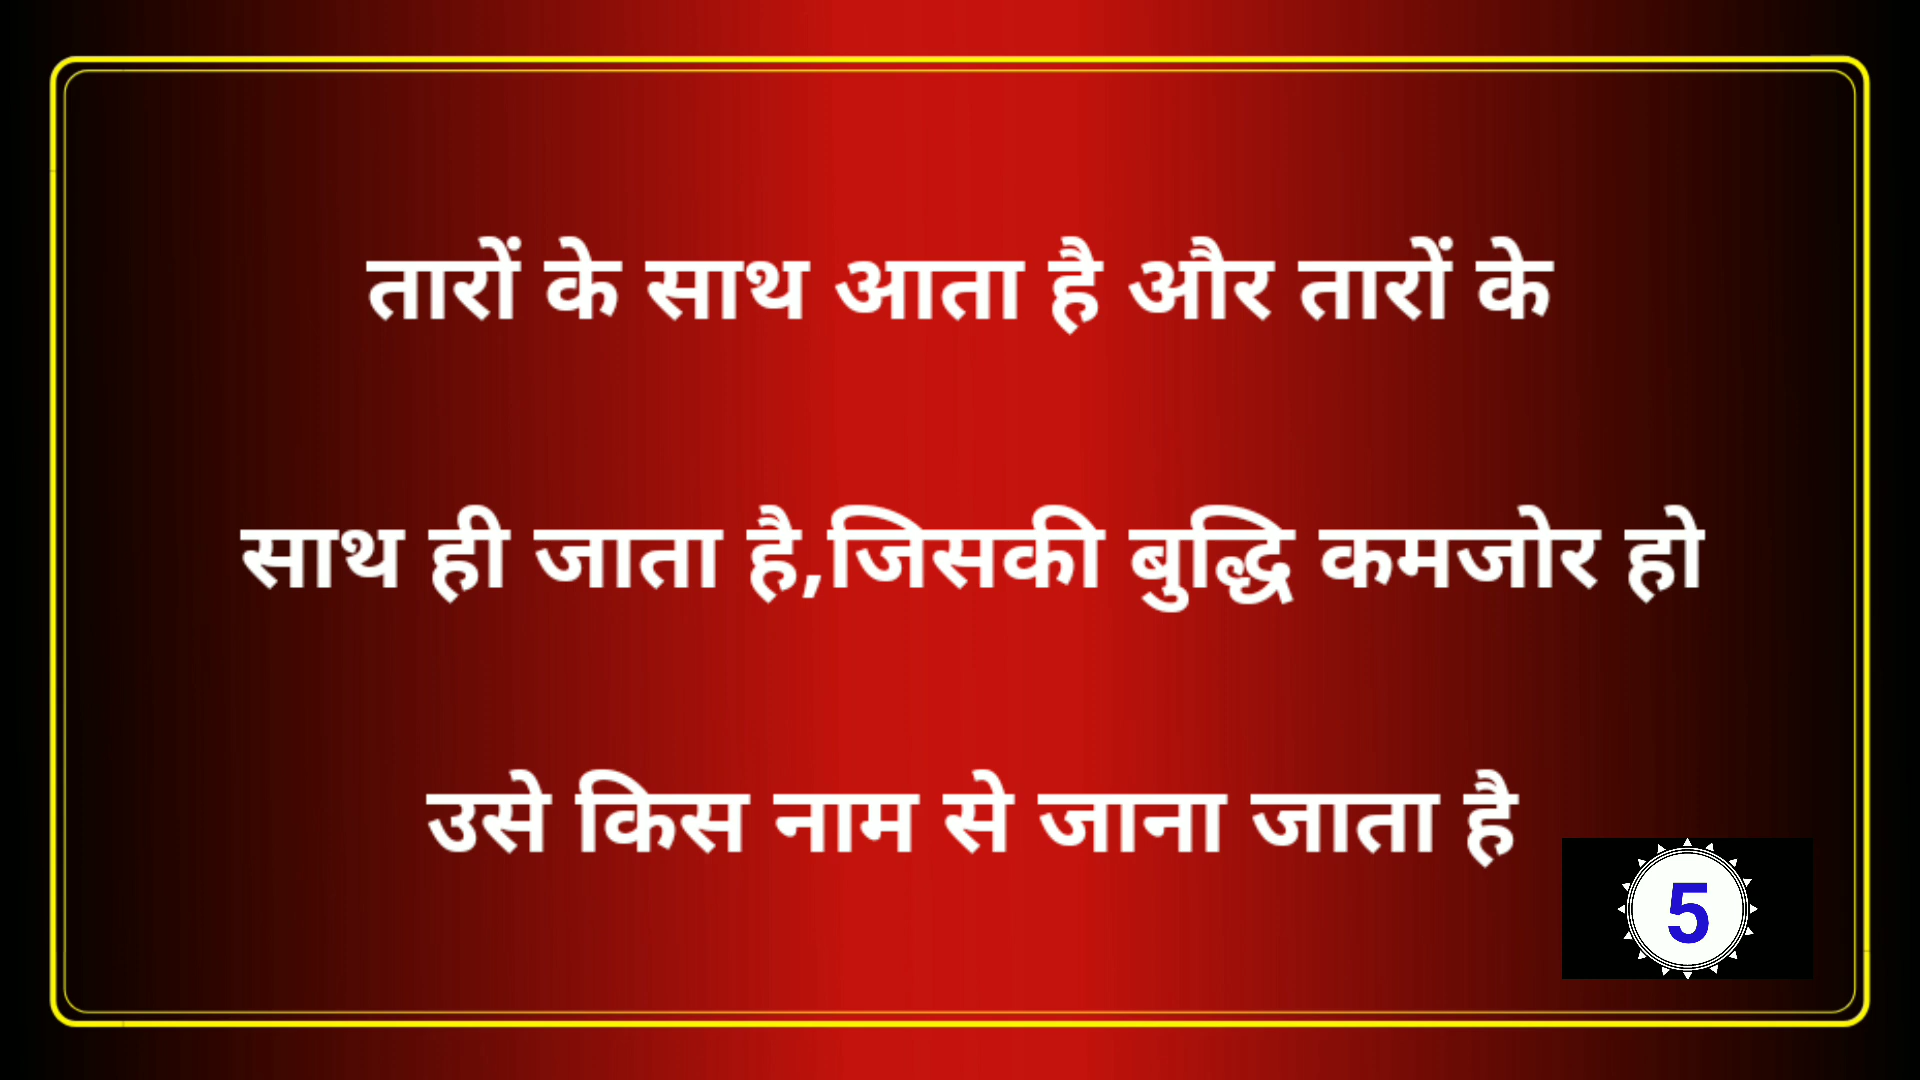 तारों के साथ आता है और तारों के
साथ ही जाता है,जिसकी बुद्धि कमजोर हो
उसे किस नाम से जाना जाता है
5